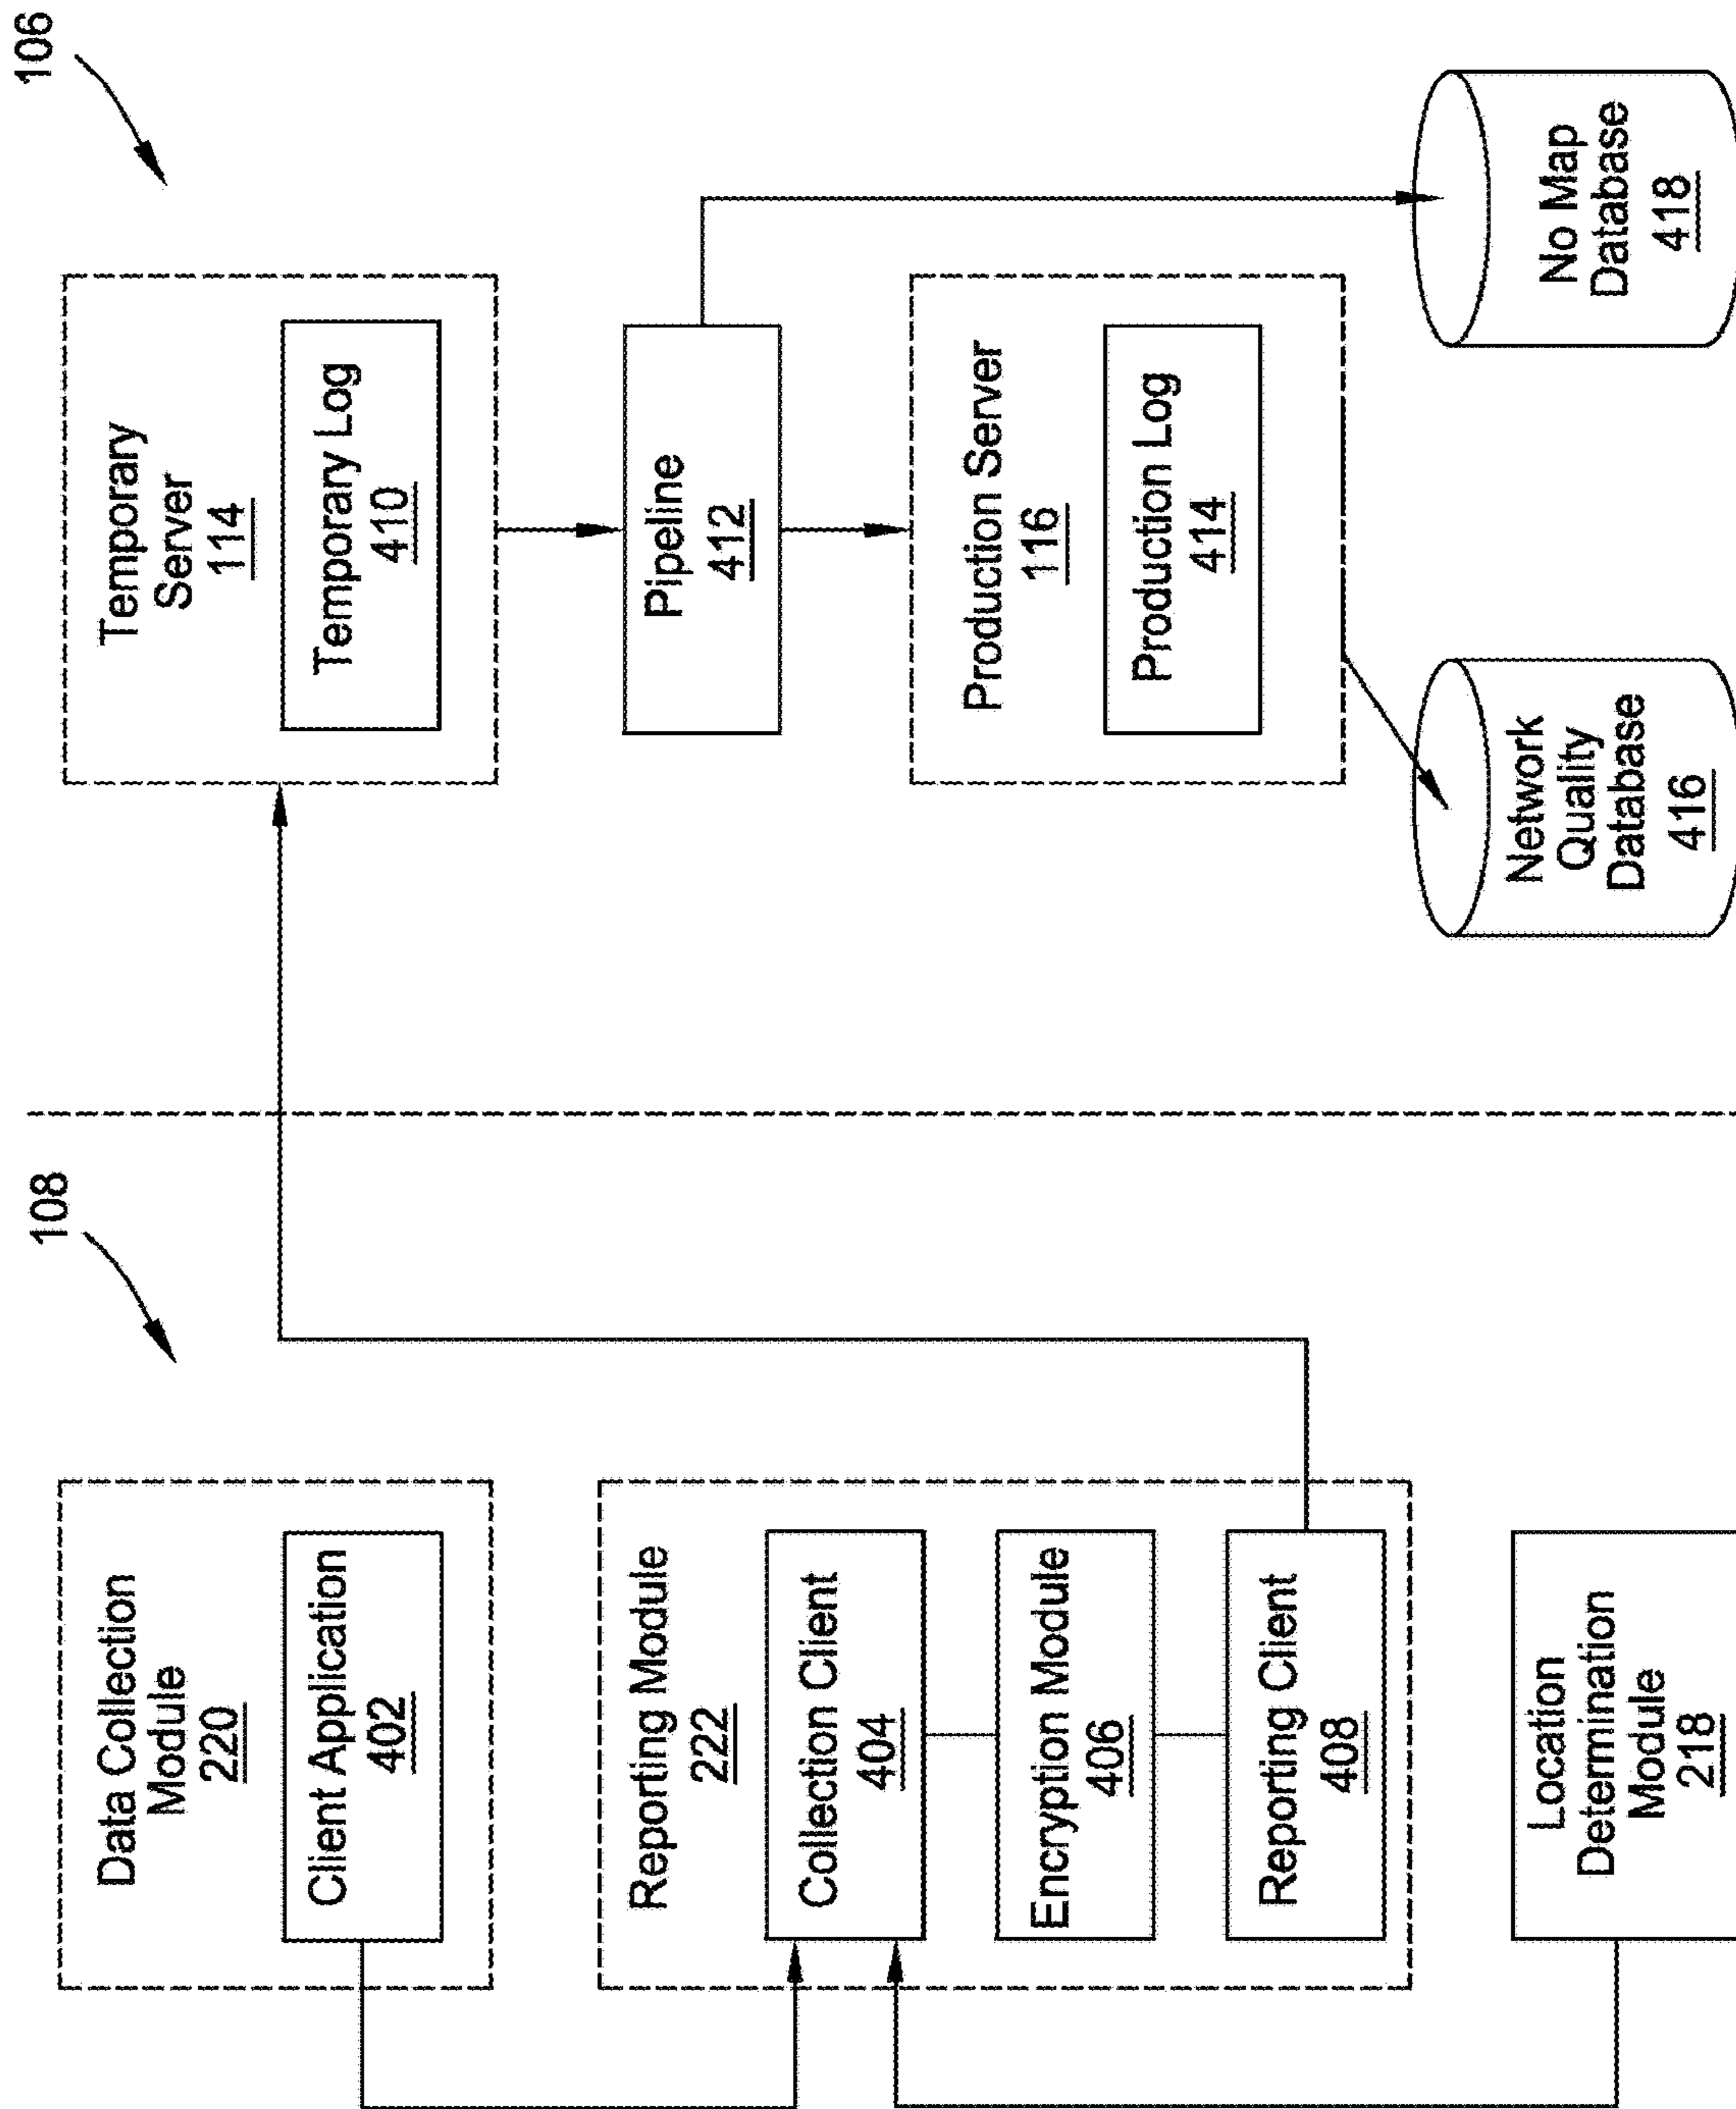 108
Data Collection
Module
220
Client Application
402
Reporting Module
222
Collection Client
404
Encryption Module
406
Reporting Client
408
Location
Determination
Module
218
106
Temporary
Server
114
Temporary Log
410
Pipeline
412
Production Server
116
Production Log
414
Network
Quality
Database
416
No Map
Database
418